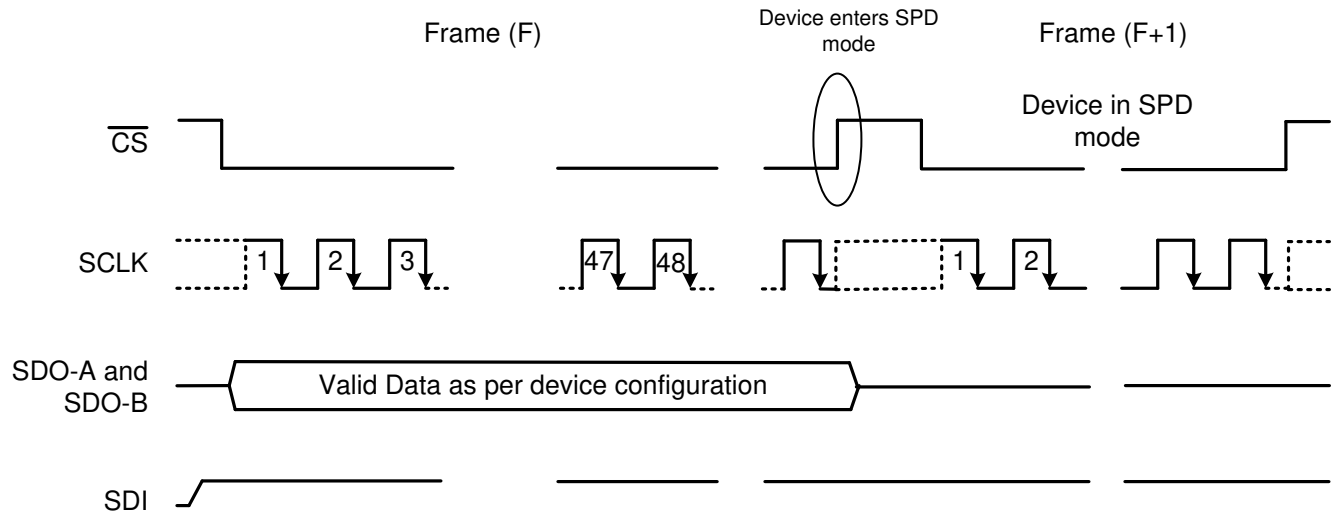 Frame (F)
Device enters SPD
mode
Frame (F+1)
Device in SPD
mode
CS
SCLK
1
2
3
47
48
1
2
SDO-A and
SDO-B
Valid Data as per device configuration
SDI